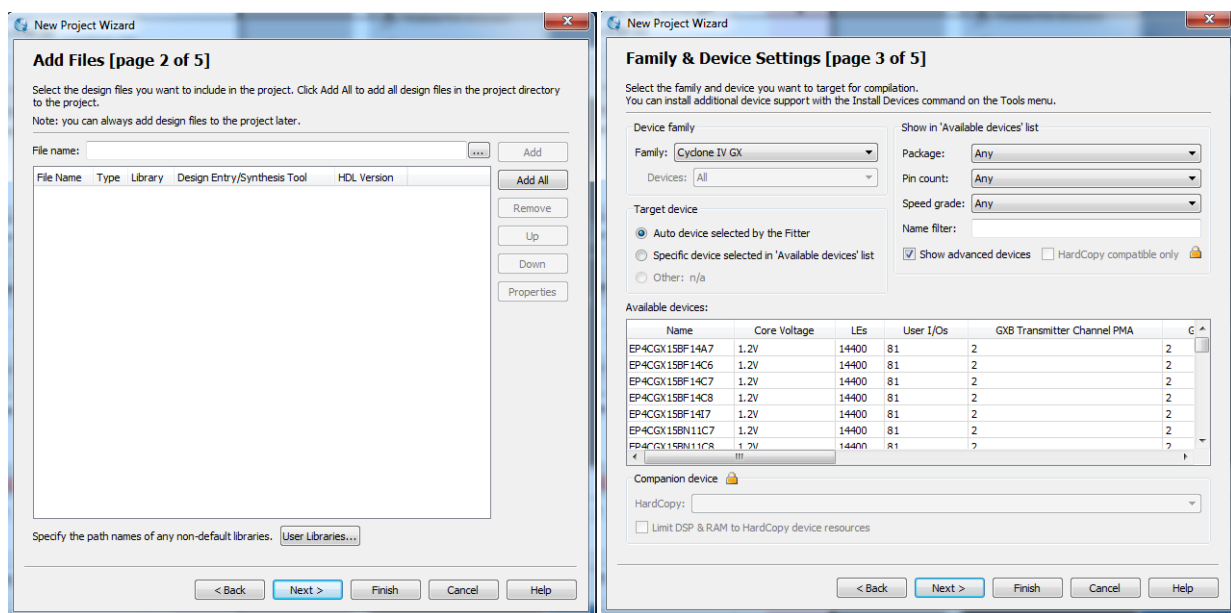 New Project Wizard
Add Files [page 2 of 5]
Select the design files you want to include in the project. Click Add All to add all design files in the project directory
to the project.
Note: you can always add design files to the project later.
File name: ... Add
File Name Type Library Design Entry/Synthesis Tool HDL Version
Add All
Remove
Up
Down
Properties
Specify the path names of any non-default libraries. User Libraries...
< Back Next > Finish Cancel Help
New Project Wizard
Family & Device Settings [page 3 of 5]
Select the family and device you want to target for compilation.
You can install additional device support with the Install Devices command on the Tools menu.
Device family
Family: Cyclone IV GX
Devices: All
Target device
Auto device selected by the Fitter
Specific device selected in 'Available devices' list
Other: n/a
Show in 'Available devices' list
Package: Any
Pin count: Any
Speed grade: Any
Name filter:
Show advanced devices HardCopy compatible only
Available devices:
Name Core Voltage LEs User I/Os GXB Transmitter Channel PMA G
EP4CGX15BF14A7 1.2V 14400 81 2 2
EP4CGX15BF14C6 1.2V 14400 81 2 2
EP4CGX15BF14C7 1.2V 14400 81 2 2
EP4CGX15BF14C8 1.2V 14400 81 2 2
EP4CGX15BF14I7 1.2V 14400 81 2 2
EP4CGX15BN11C7 1.2V 14400 81 2 2
EP4CGX15BN11C8 1.2V 14400 81 2 2
Companion device
HardCopy:
Limit DSP & RAM to HardCopy device resources
< Back Next > Finish Cancel Help